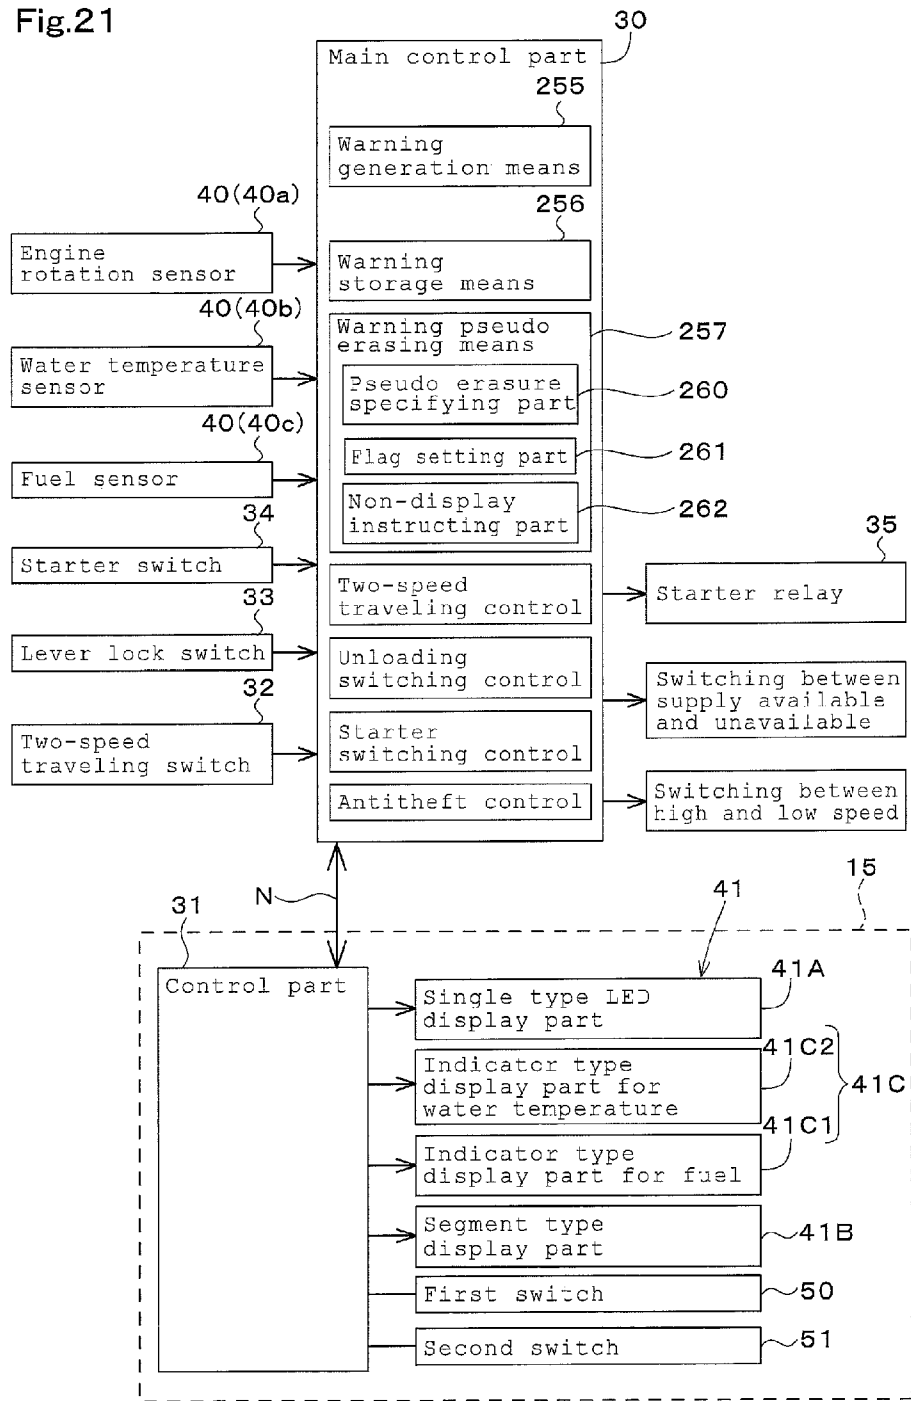 Fig.21
30
Main control part
255
Warning
generation means
40(40a)
256
Engine
rotation sensor
Warning
storage means
40(40b)
Warning pseudo
erasing means
257
Water temperature
sensor
Pseudo erasure
specifying part
260
40(40c)
Flag setting part
261
Fuel sensor
Non-display
instructing part
262
34
35
Starter switch
Two-speed
traveling control
Starter relay
33
Lever lock switch
Unloading
switching control
Switching between
supply available
and unavailable
32
Two-speed
traveling switch
Starter
switching control
Antitheft control
Switching between
high and low speed
15
N
41
31
Control part
41A
Single type LED
display part
41C2
Indicator type
display part for
water temperature
41C
41C1
Indicator type
display part for fuel
Segment type
display part
41B
First switch
50
Second switch
51